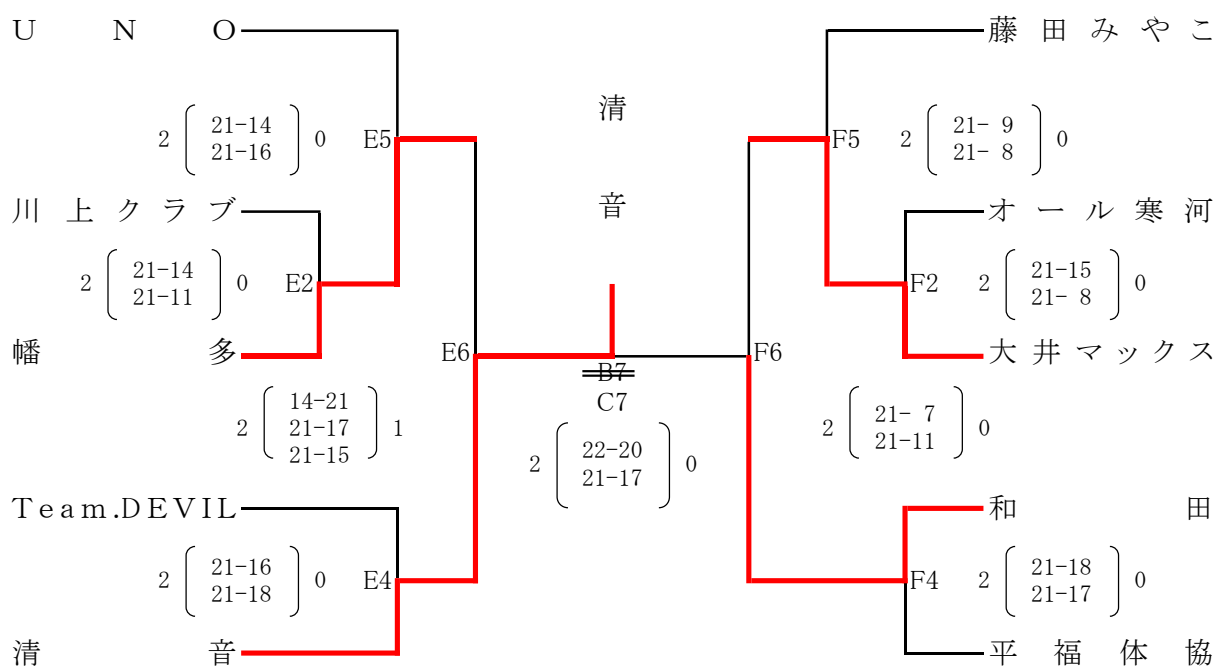 UNO
藤田みやこ
清
音
2 21-14 0 E5
21-16
F5 2 21- 9 0
21- 8
川上クラブ
オール寒河
2 21-14 0 E2
21-11
F2 2 21-15 0
21- 8
幡多
E6
F6
大井マックス
B7
C7
2 14-21 1
21-17
21-15
2 22-20 0
21-17
2 21- 7 0
21-11
Team.DEVIL
和田
2 21-16 0 E4
21-18
F4 2 21-18 0
21-17
清音
平福体協